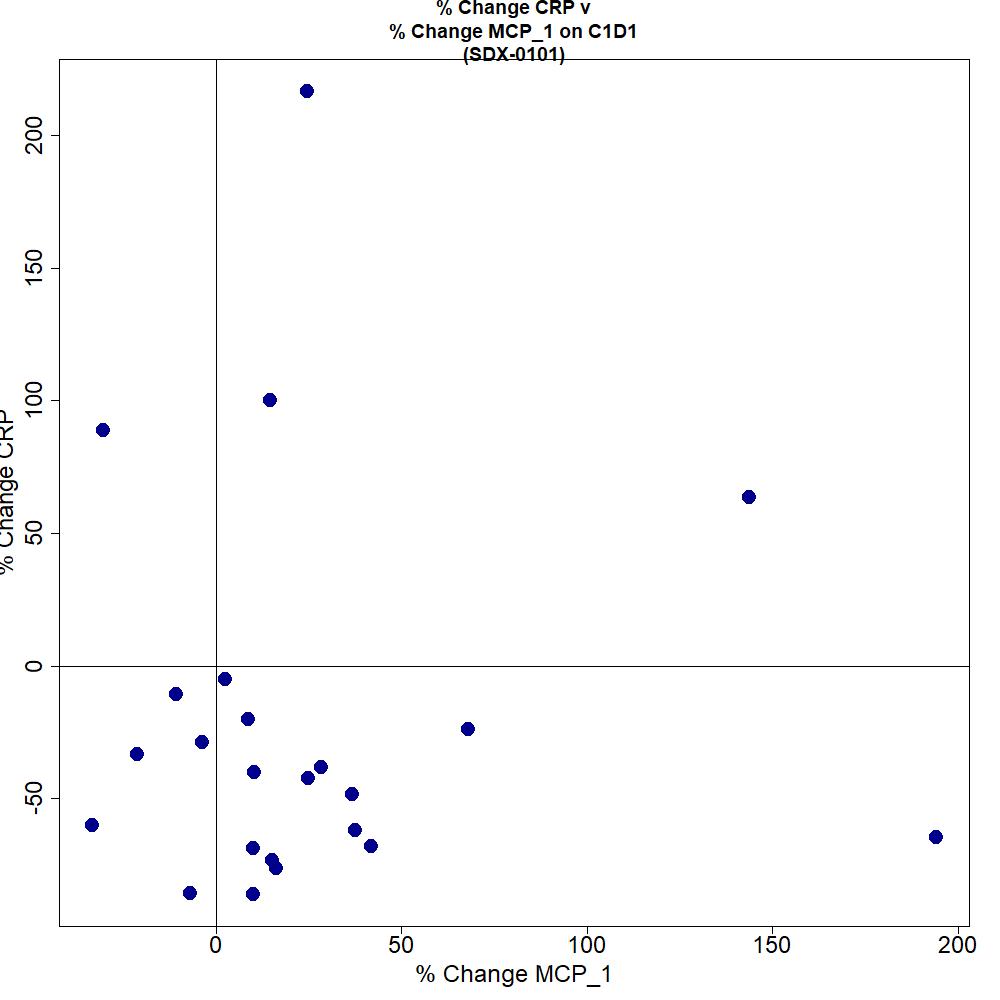 % Change CRP v
% Change MCP_1 on C1D1
(SDX-0101)
% Change CRP
200
150
100
50
0
-50
0
50
100
150
200
% Change MCP_1